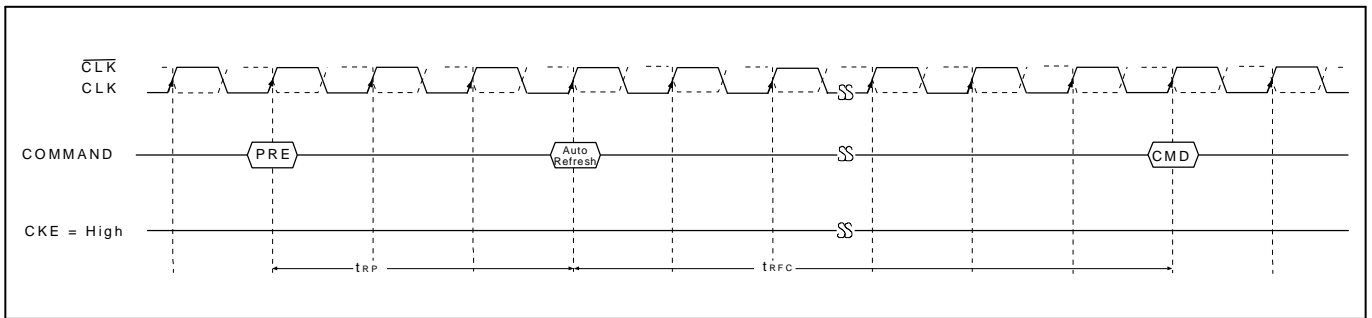 CLK
CLK
COMMAND
PRE
Auto
Refresh
CMD
CKE = High
tRP
tRFC